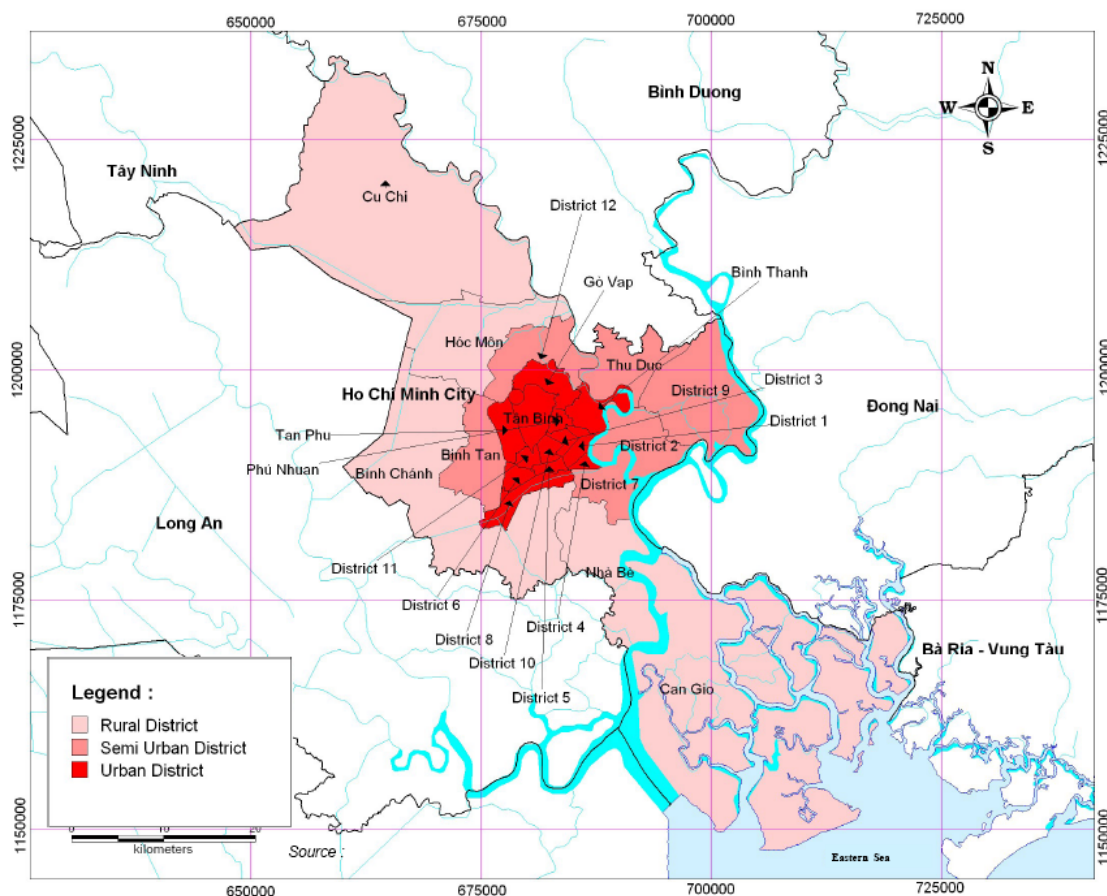 650000
675000
700000
725000
N
W
E
S
Bình Duong
1225000
1225000
Tây Ninh
Cu Chi
District 12
Gò Vap
Bình Thanh
Hóc Môn
Thu Duc
1200000
1200000
Ho Chi Minh City
District 9
District 3
Tân Bình
Đong Nai
District 1
Tan Phu
District 2
Phú Nhuan
Binh Tan
Bình Chánh
District 7
Long An
District 11
Nhà Bè
1175000
1175000
District 6
District 4
District 8
District 10
Bà Rịa - Vung Tàu
District 5
Can Gio
Legend :
Rural District
Semi Urban District
Urban District
1150000
1150000
kilometers
Source :
Eastern Sea
650000
675000
700000
725000